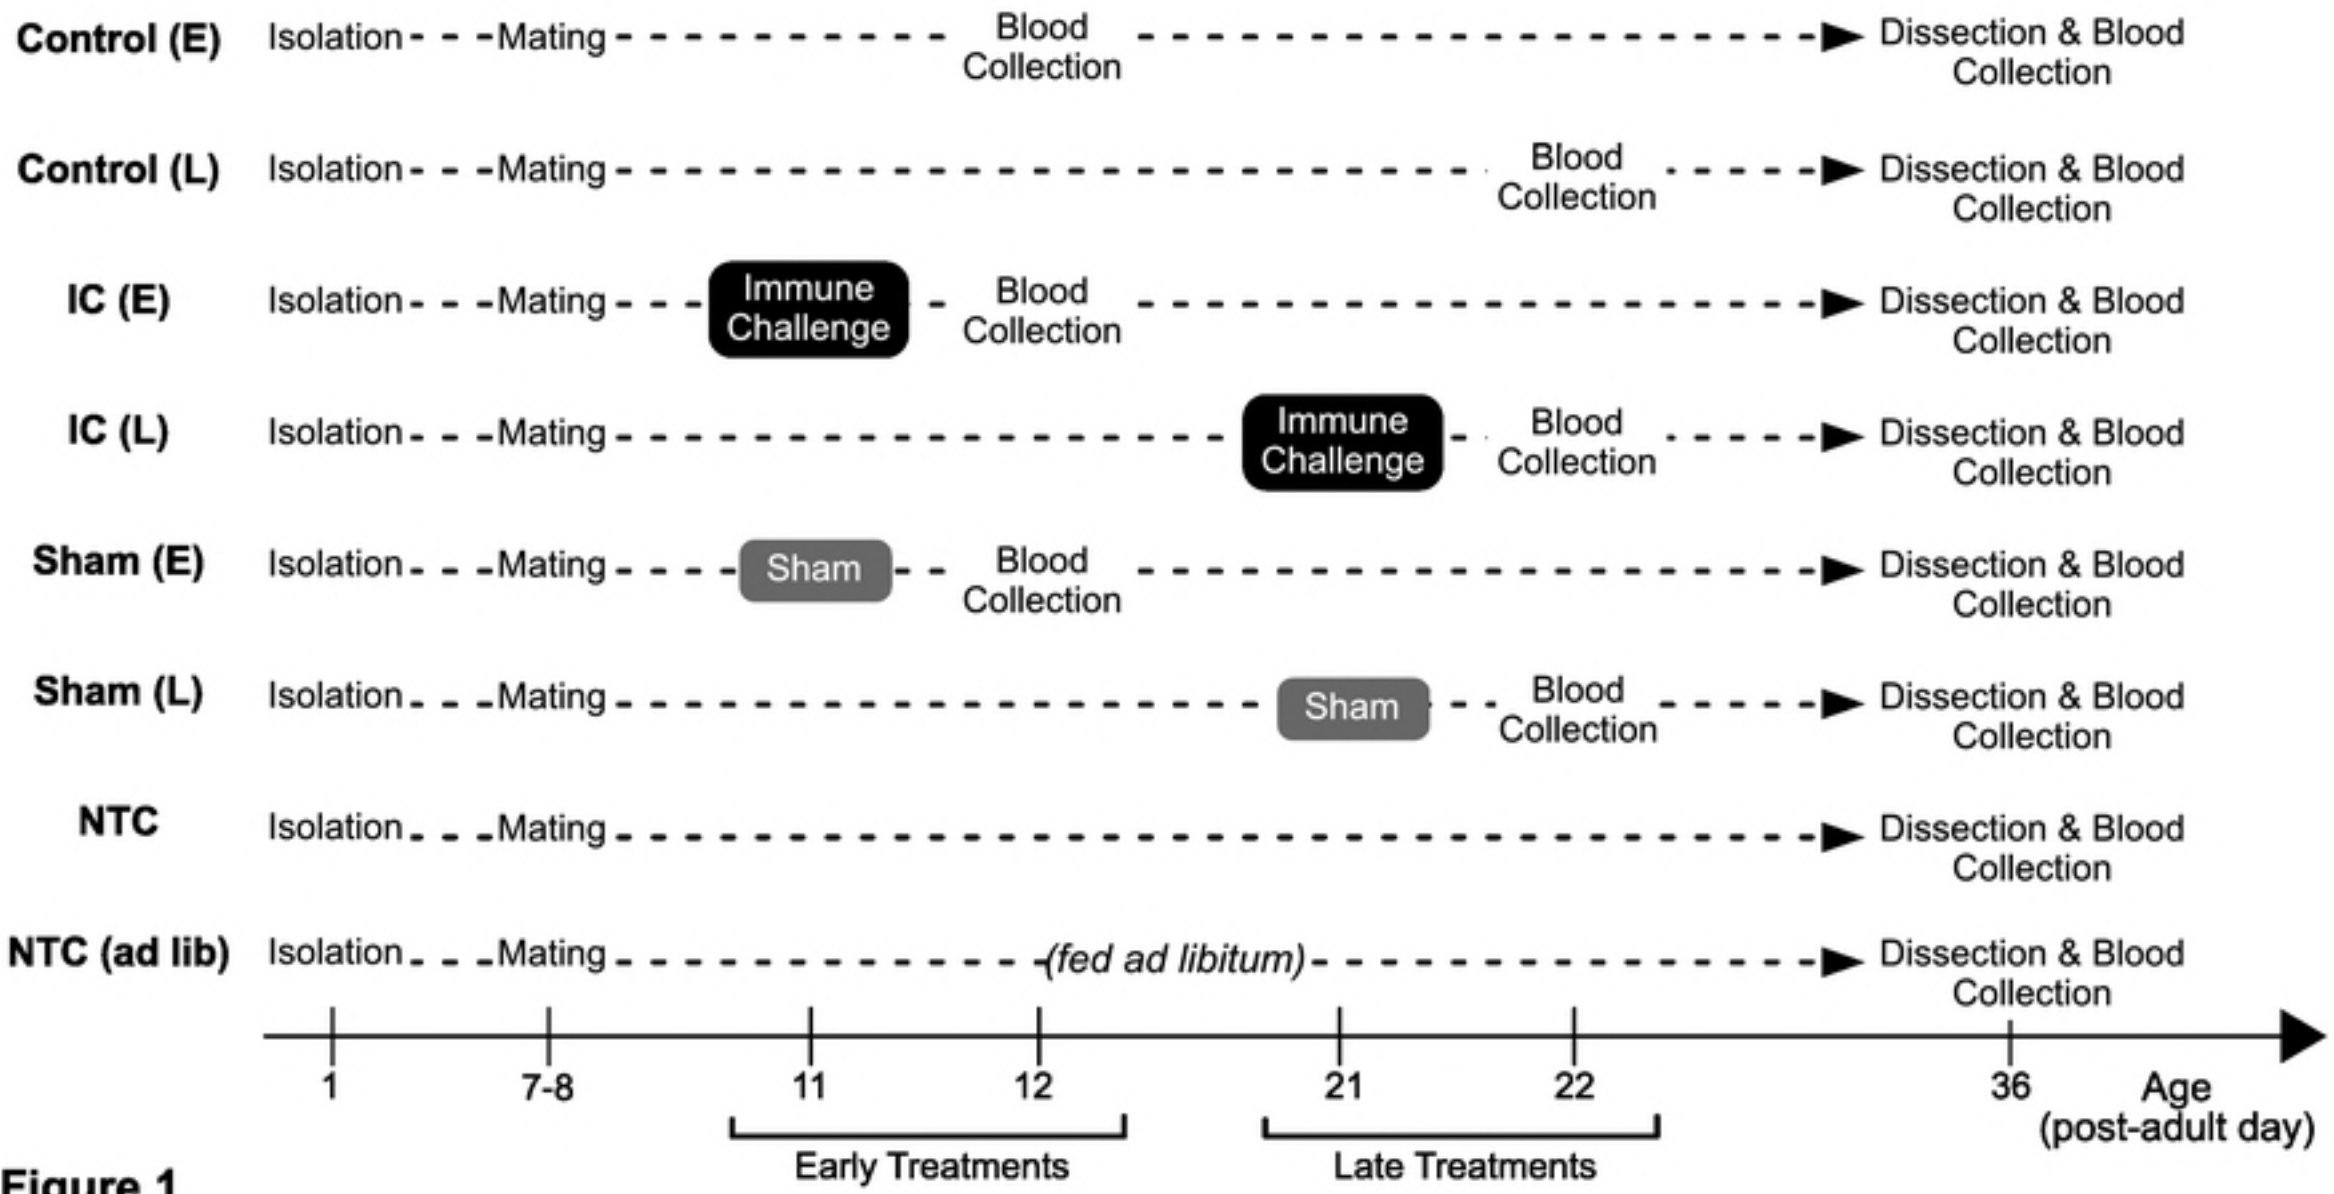 Control (E) Isolation Mating Blood Collection Dissection & Blood Collection
Control (L) Isolation Mating Blood Collection Dissection & Blood Collection
IC (E) Isolation Mating Immune Challenge Blood Collection Dissection & Blood Collection
IC (L) Isolation Mating Immune Challenge Blood Collection Dissection & Blood Collection
Sham (E) Isolation Mating Sham Blood Collection Dissection & Blood Collection
Sham (L) Isolation Mating Sham Blood Collection Dissection & Blood Collection
NTC Isolation Mating Dissection & Blood Collection
NTC (ad lib) Isolation Mating (fed ad libitum) Dissection & Blood Collection
1 7-8 11 12 21 22 36 Age
(post-adult day)
Early Treatments Late Treatments
Figure 1